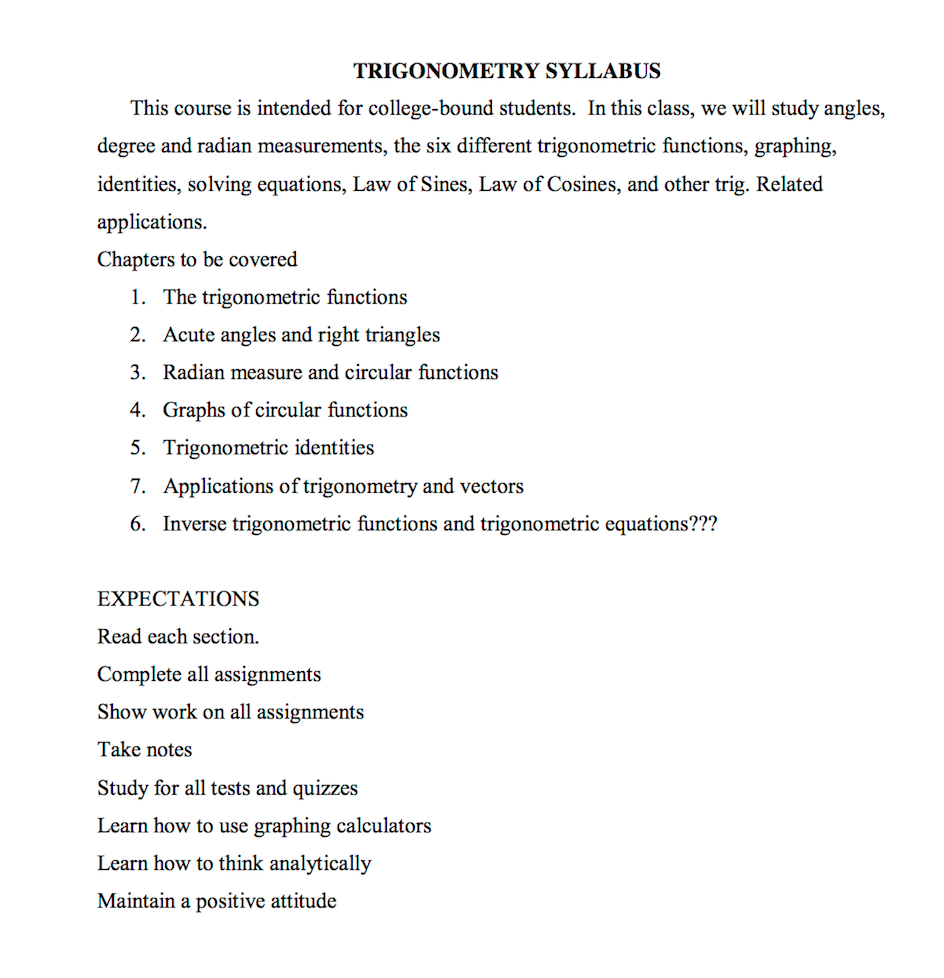 TRIGONOMETRY SYLLABUS
This course is intended for college-bound students.  In this class, we will study angles,
degree and radian measurements, the six different trigonometric functions, graphing,
identities, solving equations, Law of Sines, Law of Cosines, and other trig. Related
applications.
Chapters to be covered
1. The trigonometric functions
2. Acute angles and right triangles
3. Radian measure and circular functions
4. Graphs of circular functions
5. Trigonometric identities
7. Applications of trigonometry and vectors
6. Inverse trigonometric functions and trigonometric equations???
EXPECTATIONS
Read each section.
Complete all assignments
Show work on all assignments
Take notes
Study for all tests and quizzes
Learn how to use graphing calculators
Learn how to think analytically
Maintain a positive attitude